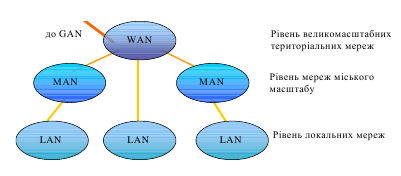 до GAN
WAN
Рівень великомасштабних
територіальних мереж
MAN
MAN
Рівень мереж міського
масштабу
LAN
LAN
LAN
Рівень локальних мереж